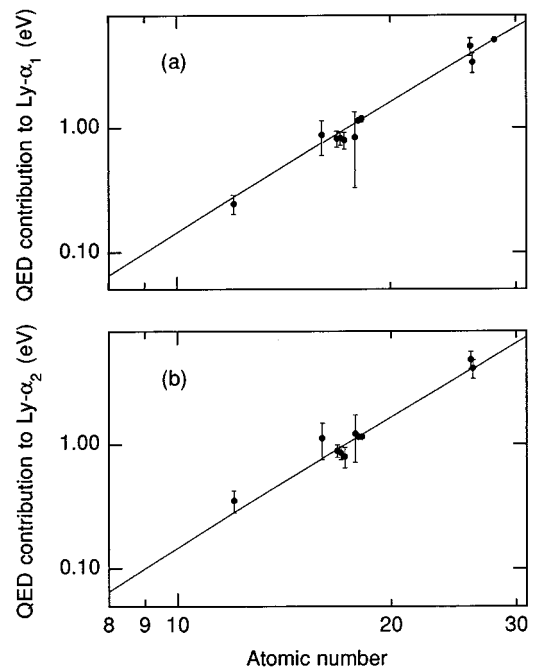 QED contribution to Ly-α₁ (eV)
(a)
1.00
0.10
QED contribution to Ly-α₂ (eV)
(b)
1.00
0.10
8 9 10 20 30
Atomic number